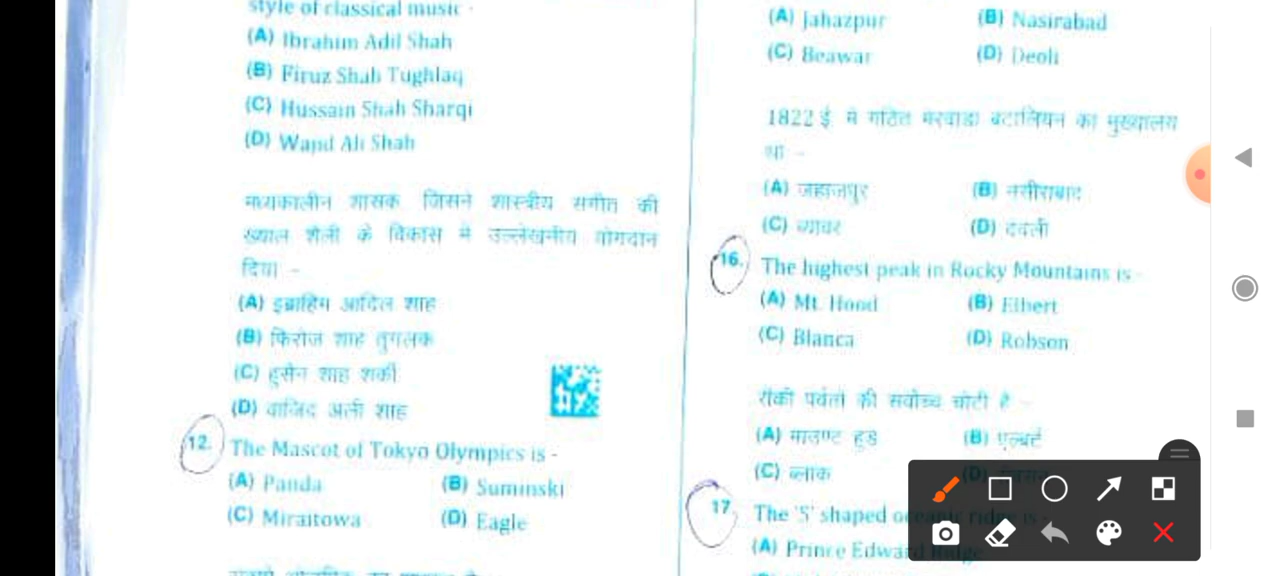 style of classical music -
(A) Ibrahim Adil Shah
(B) Firuz Shah Tughlaq
(C) Hussain Shah Sharqi
(D) Wajid Ali Shah
मध्यकालीन शासक जिसने शास्त्रीय संगीत की
ख्याल शैली के विकास में उल्लेखनीय योगदान
दिया -
(A) इब्राहिम आदिल शाह
(B) फिरोज शाह तुगलक
(C) हुसैन शाह शर्की
(D) वाजिद अली शाह
12. The Mascot of Tokyo Olympics is -
(A) Panda (B) Suminski
(C) Miraitowa (D) Eagle
(A) Jahazpur (B) Nasirabad
(C) Beawar (D) Deoli
1822 ई. में गठित मेरवाडा बटालियन का मुख्यालय
था -
(A) जहाजपुर (B) नसीराबाद
(C) ब्यावर (D) देवली
16. The highest peak in Rocky Mountains is -
(A) Mt. Hood (B) Elbert
(C) Blanca (D) Robson
रॉकी पर्वतों की सर्वोच्च चोटी है -
(A) माउण्ट हुड (B) एल्बर्ट
(C) ब्लांक (D)
17. The 'S' shaped oceanic ridge is -
(A) Prince Edward Ridge